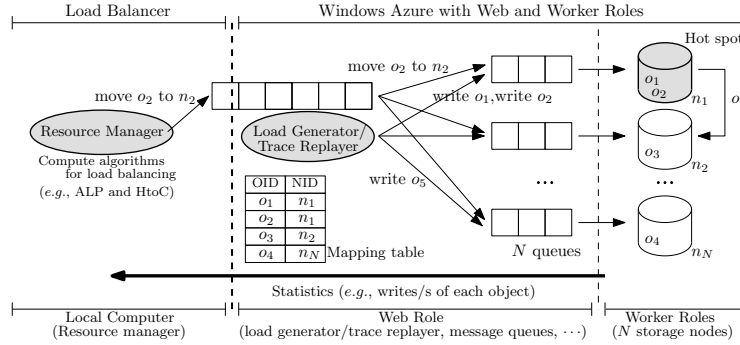 Load Balancer
Windows Azure with Web and Worker Roles
Hot spot
move o2 to n2
move o2 to n2
write o1,write o2
o1
o2
n1
o
Resource Manager
Load Generator/
Trace Replayer
Compute algorithms
for load balancing
(e.g., ALP and HtoC)
write o5
o3
n2
...
...
OID NID
o1 n1
o2 n1
o3 n2
o4 nN
Mapping table
N queues
o4
nN
Statistics (e.g., writes/s of each object)
Local Computer
(Resource manager)
Web Role
(load generator/trace replayer, message queues, ···)
Worker Roles
(N storage nodes)